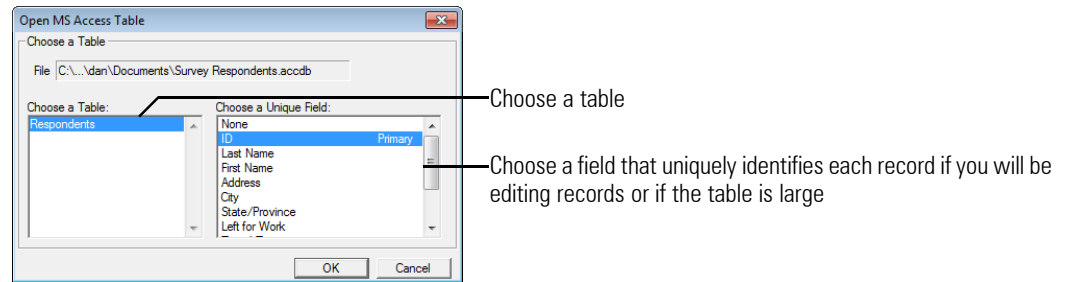 Open MS Access Table
Choose a Table
File C:\...\dan\Documents\Survey Respondents.accdb
Choose a Table:
Respondents
Choose a Unique Field:
None
ID Primary
Last Name
First Name
Address
City
State/Province
Left for Work
OK Cancel
Choose a table
Choose a field that uniquely identifies each record if you will be
editing records or if the table is large